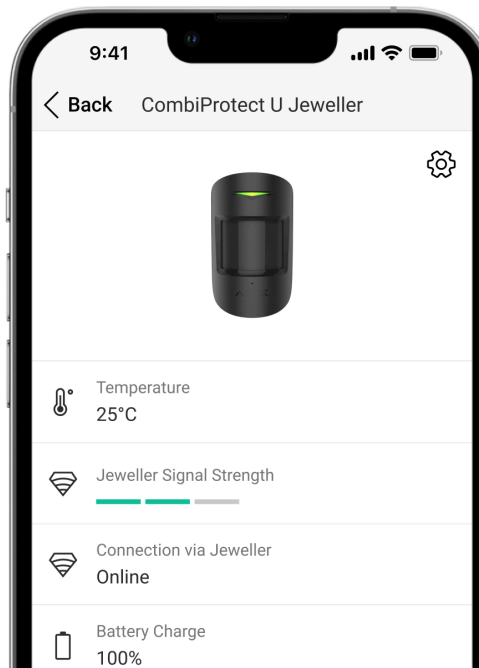 9:41
Back CombiProtect U Jeweller
Temperature
25°C
Jeweller Signal Strength
Connection via Jeweller
Online
Battery Charge
100%